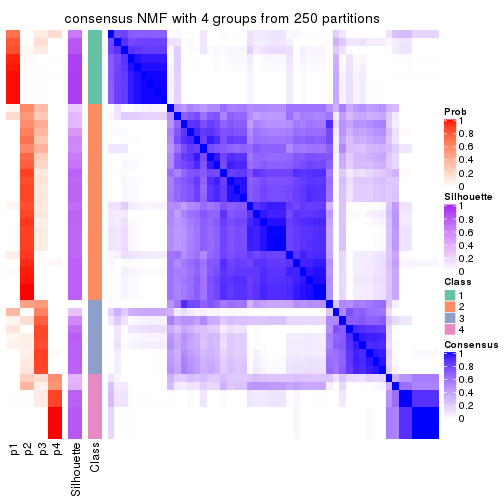 consensus NMF with 4 groups from 250 partitions
p1
p2
p3
p4
Silhouette
Class
Prob
1
0.8
0.6
0.4
0.2
0
Silhouette
1
0.8
0.6
0.4
0.2
0
Class
1
2
3
4
Consensus
1
0.8
0.6
0.4
0.2
0